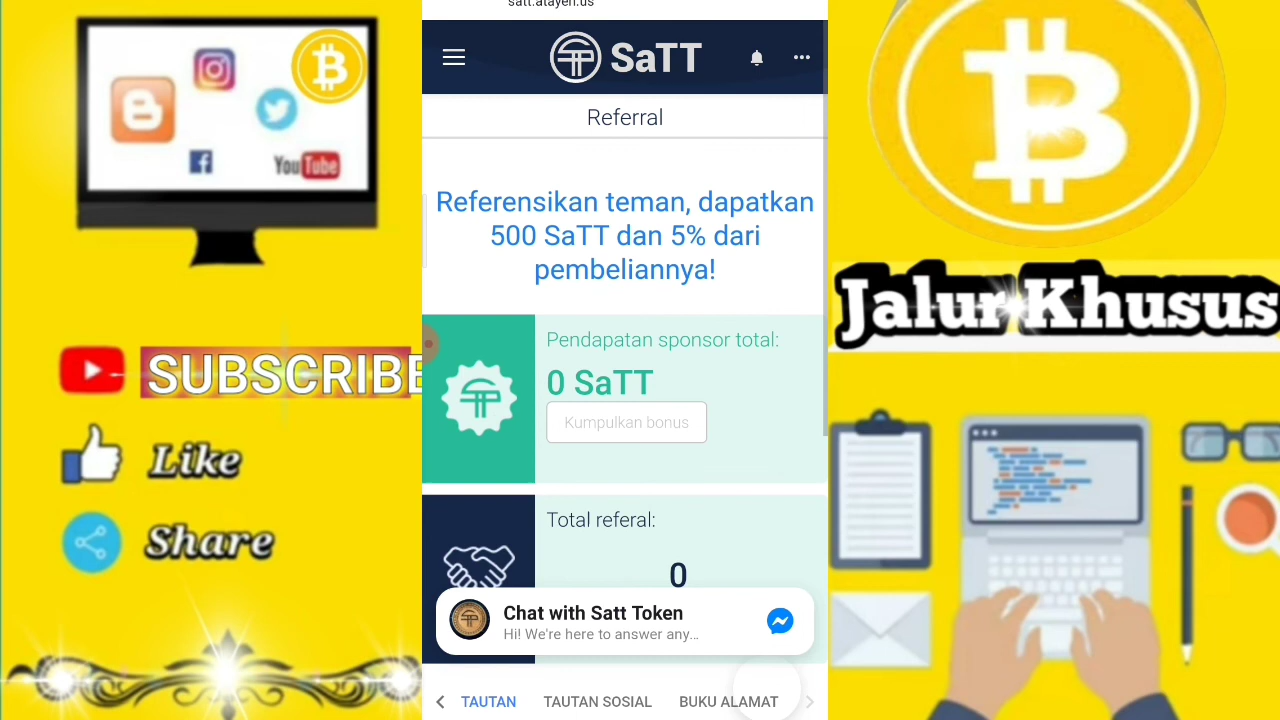 satt.atayen.us
SaTT
Referral
Referensikan teman, dapatkan
500 SaTT dan 5% dari
pembeliannya!
Pendapatan sponsor total:
0 SaTT
Kumpulkan bonus
Total referal:
0
Chat with Satt Token
Hi! We're here to answer any...
TAUTAN
TAUTAN SOSIAL
BUKU ALAMAT
YouTube
SUBSCRIBE
Like
Share
Jalur Khusus